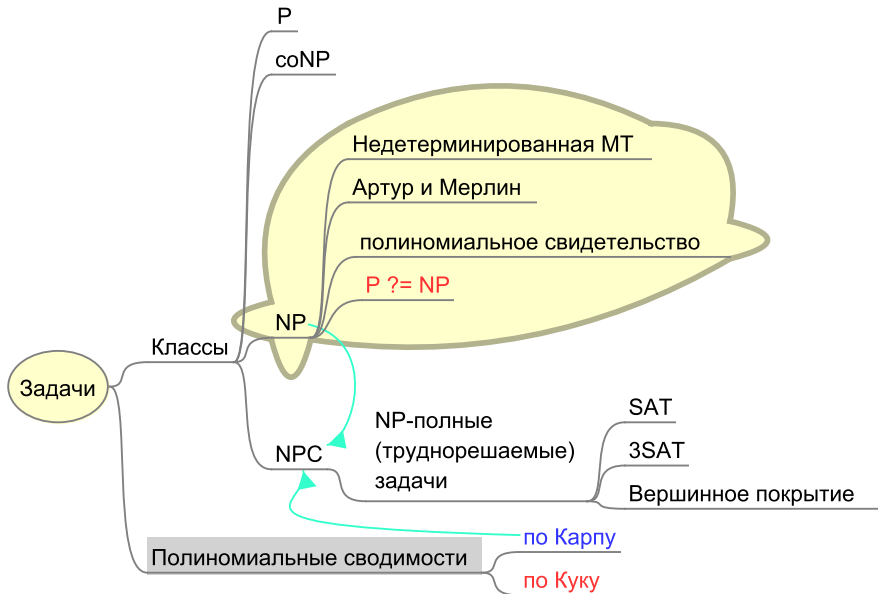 P
coNP
Недетерминированная МТ
Артур и Мерлин
полиномиальное свидетельство
P ?= NP
NP
Классы
Задачи
NP-полные
(труднорешаемые)
задачи
SAT
3SAT
Вершинное покрытие
NPC
по Карпу
Полиномиальные сводимости
по Куку